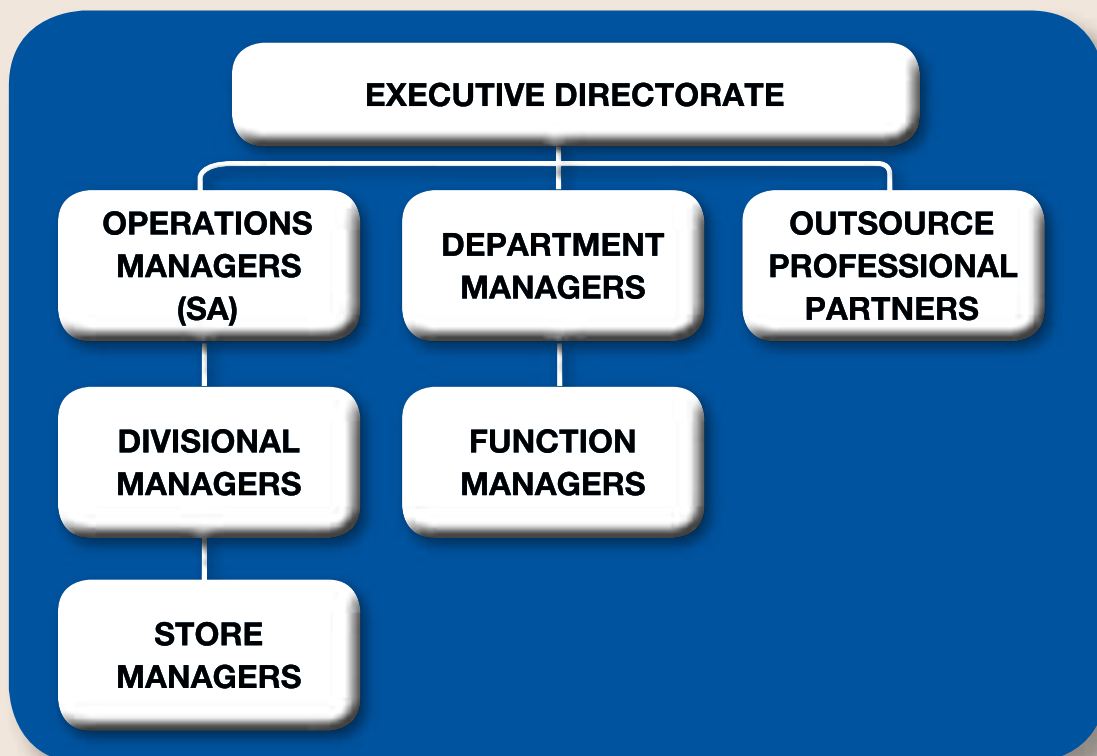 EXECUTIVE DIRECTORATE
OPERATIONS
MANAGERS
(SA)
DEPARTMENT
MANAGERS
OUTSOURCE
PROFESSIONAL
PARTNERS
DIVISIONAL
MANAGERS
FUNCTION
MANAGERS
STORE
MANAGERS